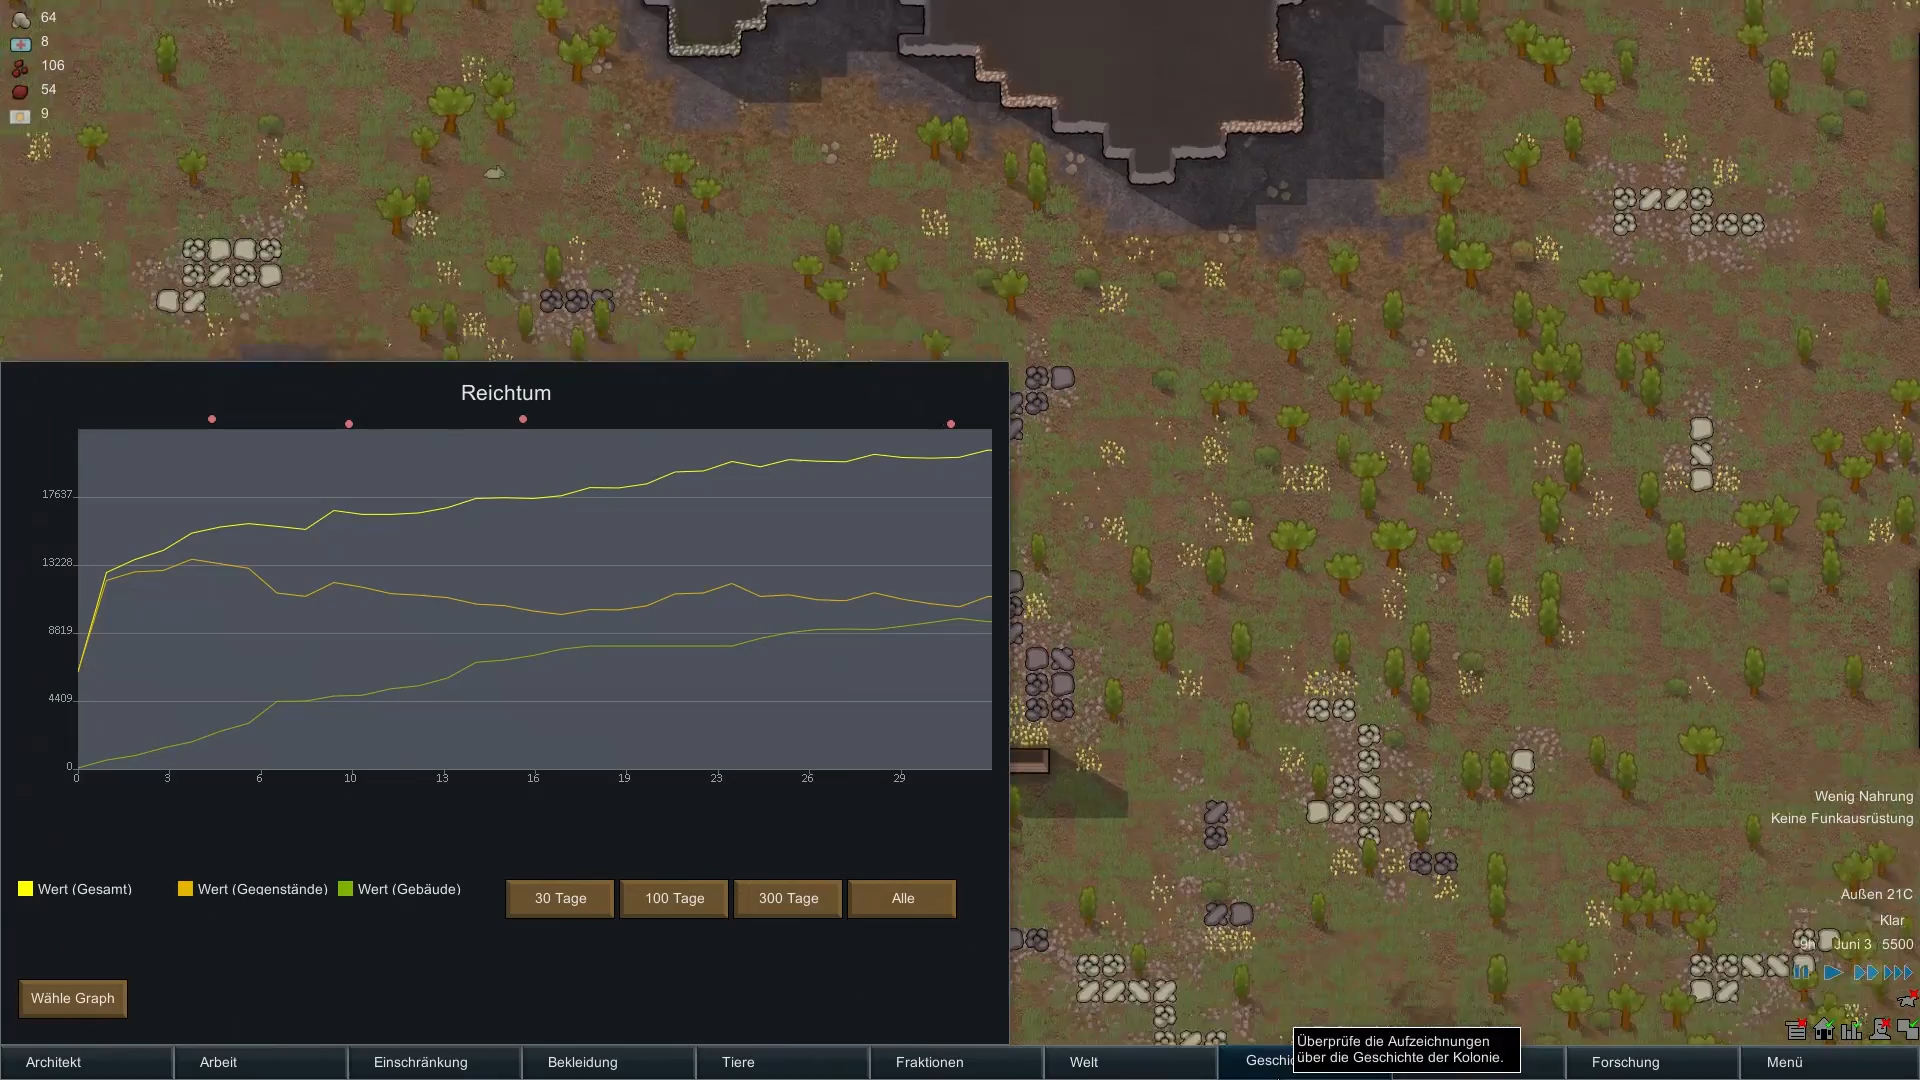 64
8
106
54
9
Reichtum
17637
13228
8819
4409
0
0 3 6 10 13 16 19 23 26 29
Wert (Gesamt) Wert (Gegenstände) Wert (Gebäude)
30 Tage 100 Tage 300 Tage Alle
Wähle Graph
Wenig Nahrung
Keine Funkausrüstung
Außen 21C
Klar
9h Juni 3 5500
Überprüfe die Aufzeichnungen
über die Geschichte der Kolonie.
Architekt Arbeit Einschränkung Bekleidung Tiere Fraktionen Welt Geschic Forschung Menü